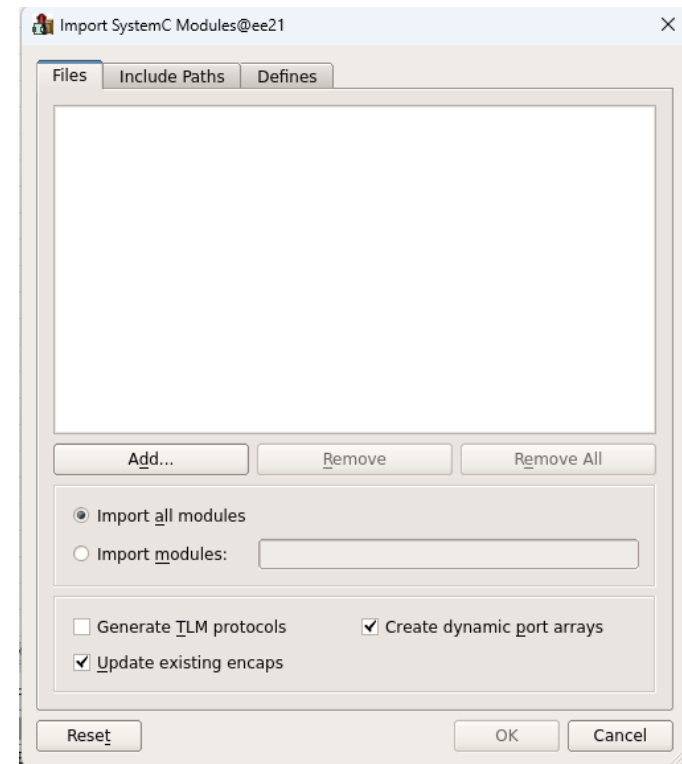 Import SystemC Modules@ee21
Files Include Paths Defines
Add... Remove Remove All
Import all modules
Import modules:
Generate TLM protocols Create dynamic port arrays
Update existing encaps
Reset OK Cancel